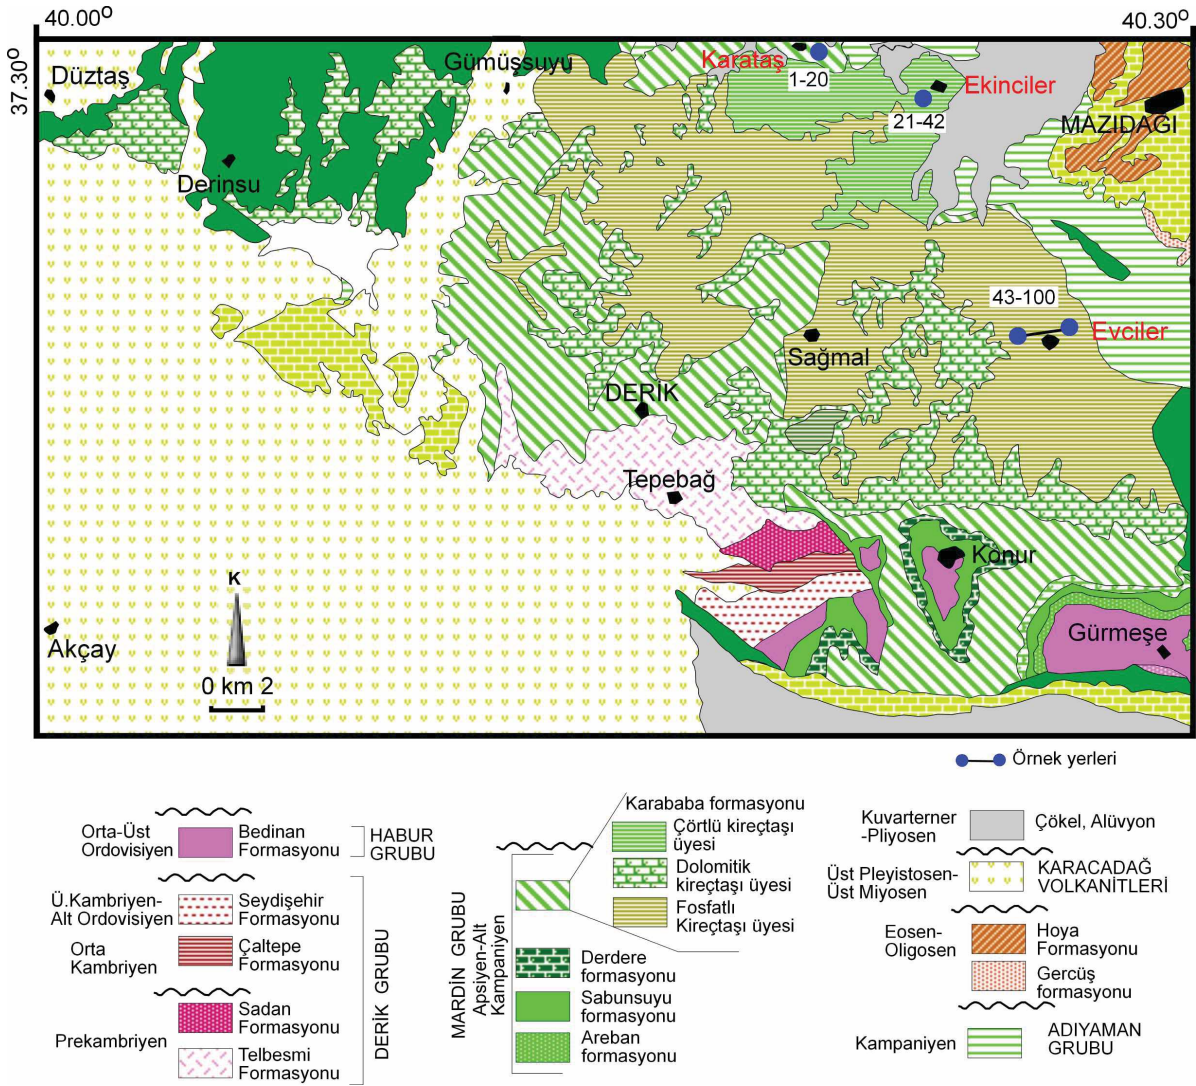 40.00⁰
40.30⁰
37.30⁰
Düztaş
Gümüşsuyu
Karataş
1-20
Ekinciler
21-42
MAZIDAĞI
Derinsu
43-100
Evciler
Sağmal
DERİK
Tepebağ
Konur
K
Akçay
0 km 2
Gürmeşe
Örnek yerleri
Orta-Üst
Ordovisiyen
Bedinan
Formasyonu
HABUR
GRUBU
Ü.Kambriyen-
Alt Ordovisiyen
Seydişehir
Formasyonu
Orta
Kambriyen
Çaltepe
Formasyonu
Prekambriyen
Sadan
Formasyonu
Telbesmi
Formasyonu
DERİK GRUBU
MARDİN GRUBU
Apsiyen-Alt
Kampaniyen
Karababa formasyonu
Çörtlü kireçtaşı
üyesi
Dolomitik
kireçtaşı üyesi
Fosfatlı
Kireçtaşı üyesi
Derdere
formasyonu
Sabunsuyu
formasyonu
Areban
formasyonu
Kuvarterner
-Pliyosen
Çökel, Alüvyon
Üst Pleyistosen-
Üst Miyosen
KARACADAĞ
VOLKANİTLERİ
Eosen-
Oligosen
Hoya
Formasyonu
Gercüş
formasyonu
Kampaniyen
ADIYAMAN
GRUBU